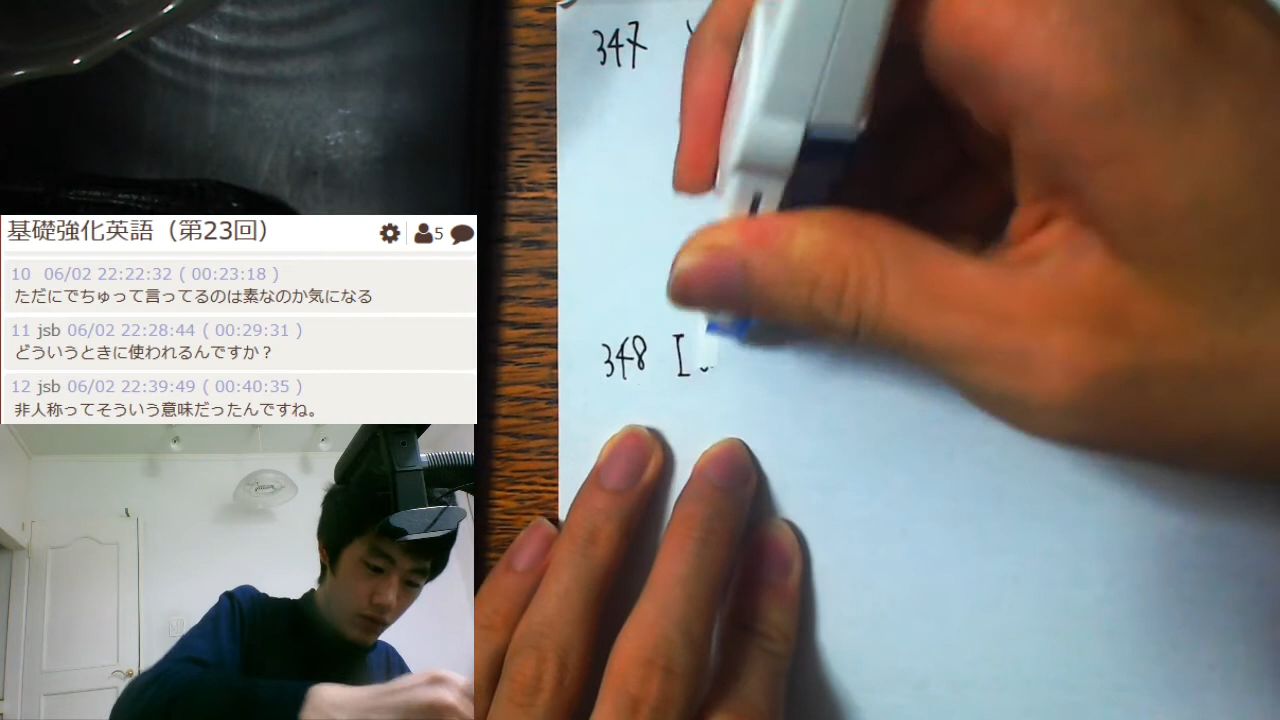 基礎強化英語（第23回）
5
10 06/02 22:22:32 ( 00:23:18 )
ただにでちゅって言ってるのは素なのか気になる
11 jsb 06/02 22:28:44 ( 00:29:31 )
どういうときに使われるんですか？
12 jsb 06/02 22:39:49 ( 00:40:35 )
非人称ってそういう意味だったんですね。
347
348 I